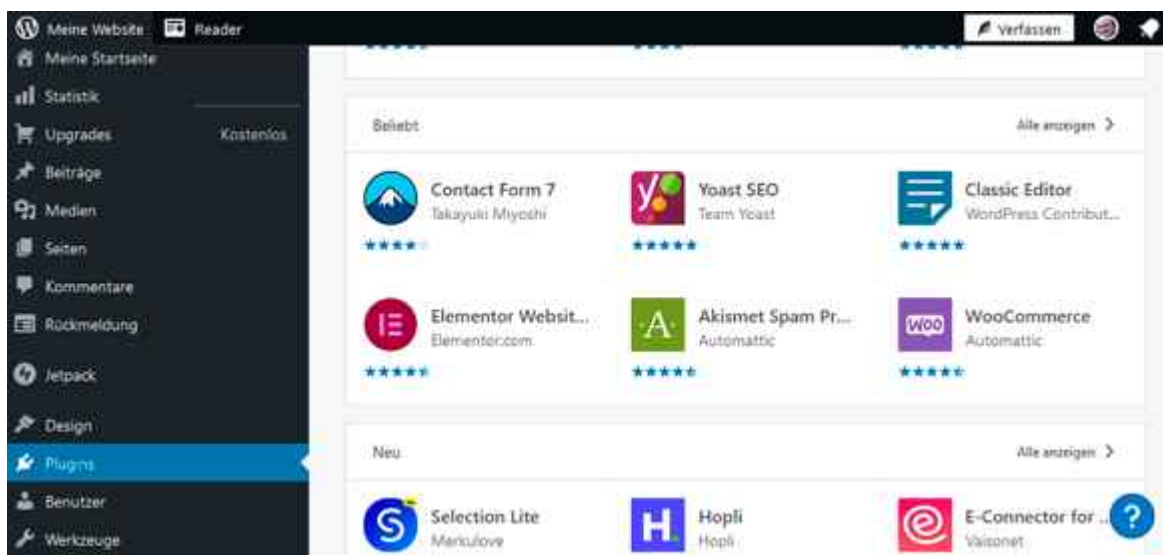 Meine Website Reader Verfassen
Meine Startseite
Statistik
Upgrades Kostenlos
Beiträge
Medien
Seiten
Kommentare
Rückmeldung
Jetpack
Design
Plugins
Benutzer
Werkzeuge
Beliebt Alle anzeigen
Contact Form 7
Takayuki Miyoshi
Yoast SEO
Team Yoast
Classic Editor
WordPress Contribut...
Elementor Websit...
Elementor.com
Akismet Spam Pr...
Automattic
WOO
WooCommerce
Automattic
Neu Alle anzeigen
Selection Lite
Merkulove
Hopli
Hopli
E-Connector for ...
Vaisonet
?